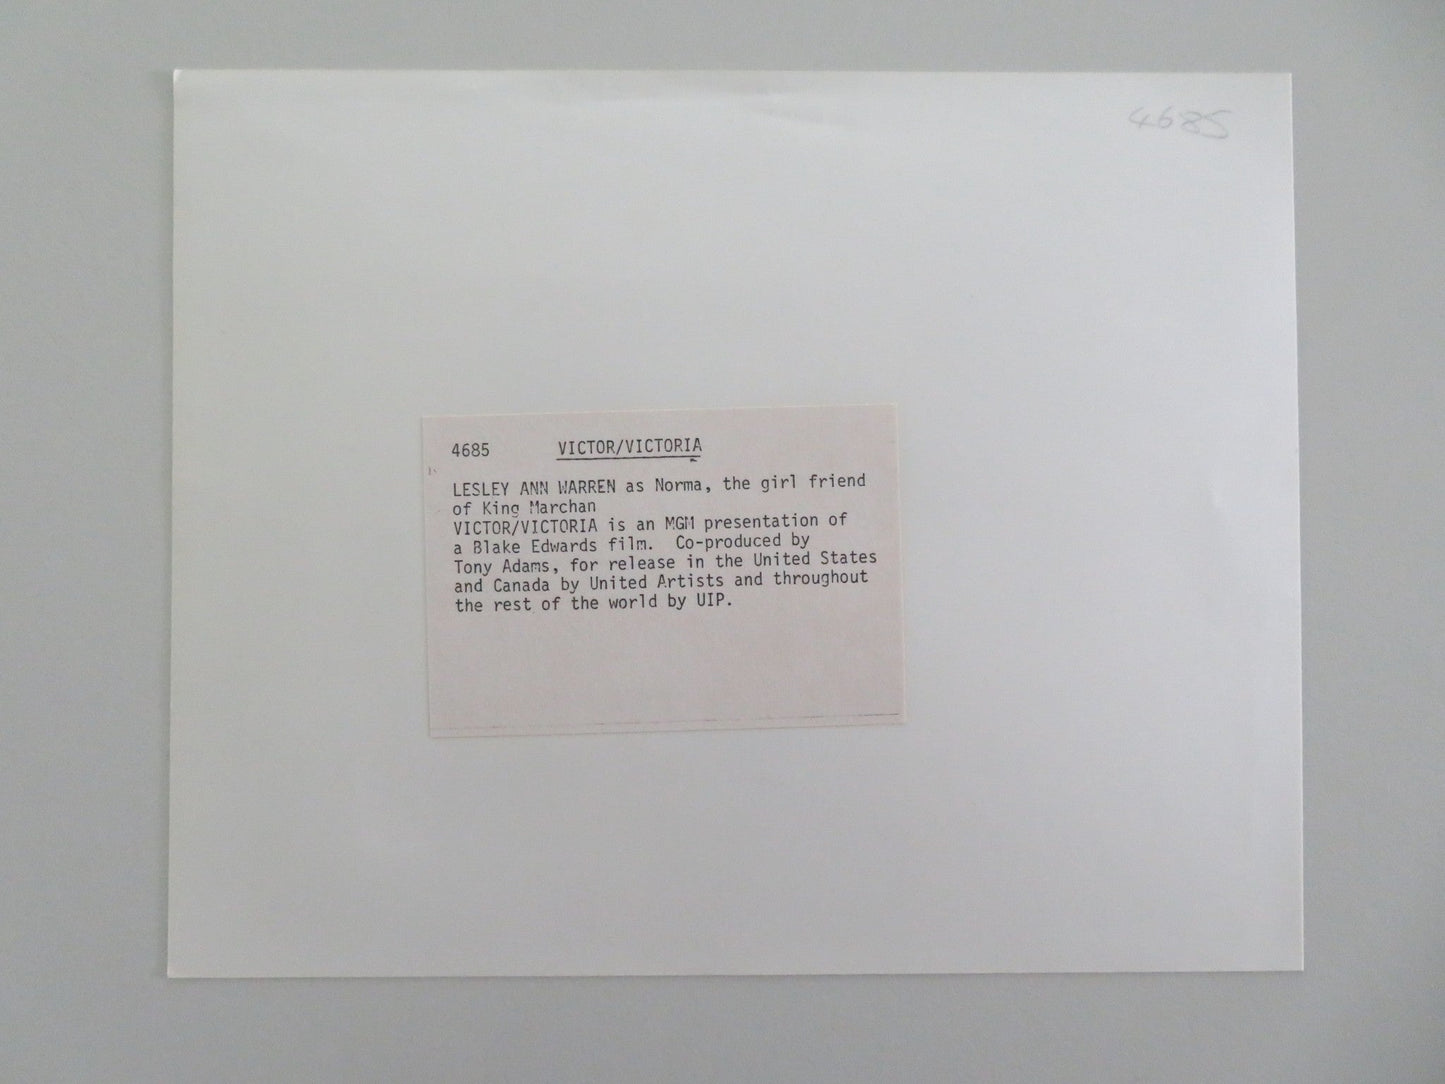 4685
4685 VICTOR/VICTORIA
LESLEY ANN WARREN as Norma, the girl friend
of King Marchan
VICTOR/VICTORIA is an MGM presentation of
a Blake Edwards film. Co-produced by
Tony Adams, for release in the United States
and Canada by United Artists and throughout
the rest of the world by UIP.